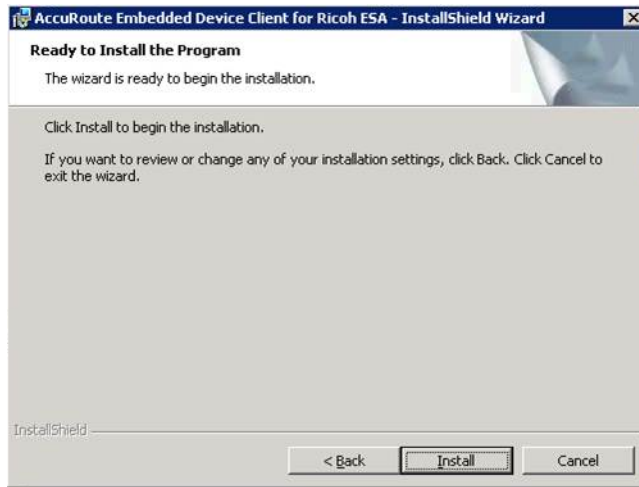 AccuRoute Embedded Device Client for Ricoh ESA - InstallShield Wizard
Ready to Install the Program
The wizard is ready to begin the installation.
Click Install to begin the installation.
If you want to review or change any of your installation settings, click Back. Click Cancel to
exit the wizard.
InstallShield
< Back Install Cancel